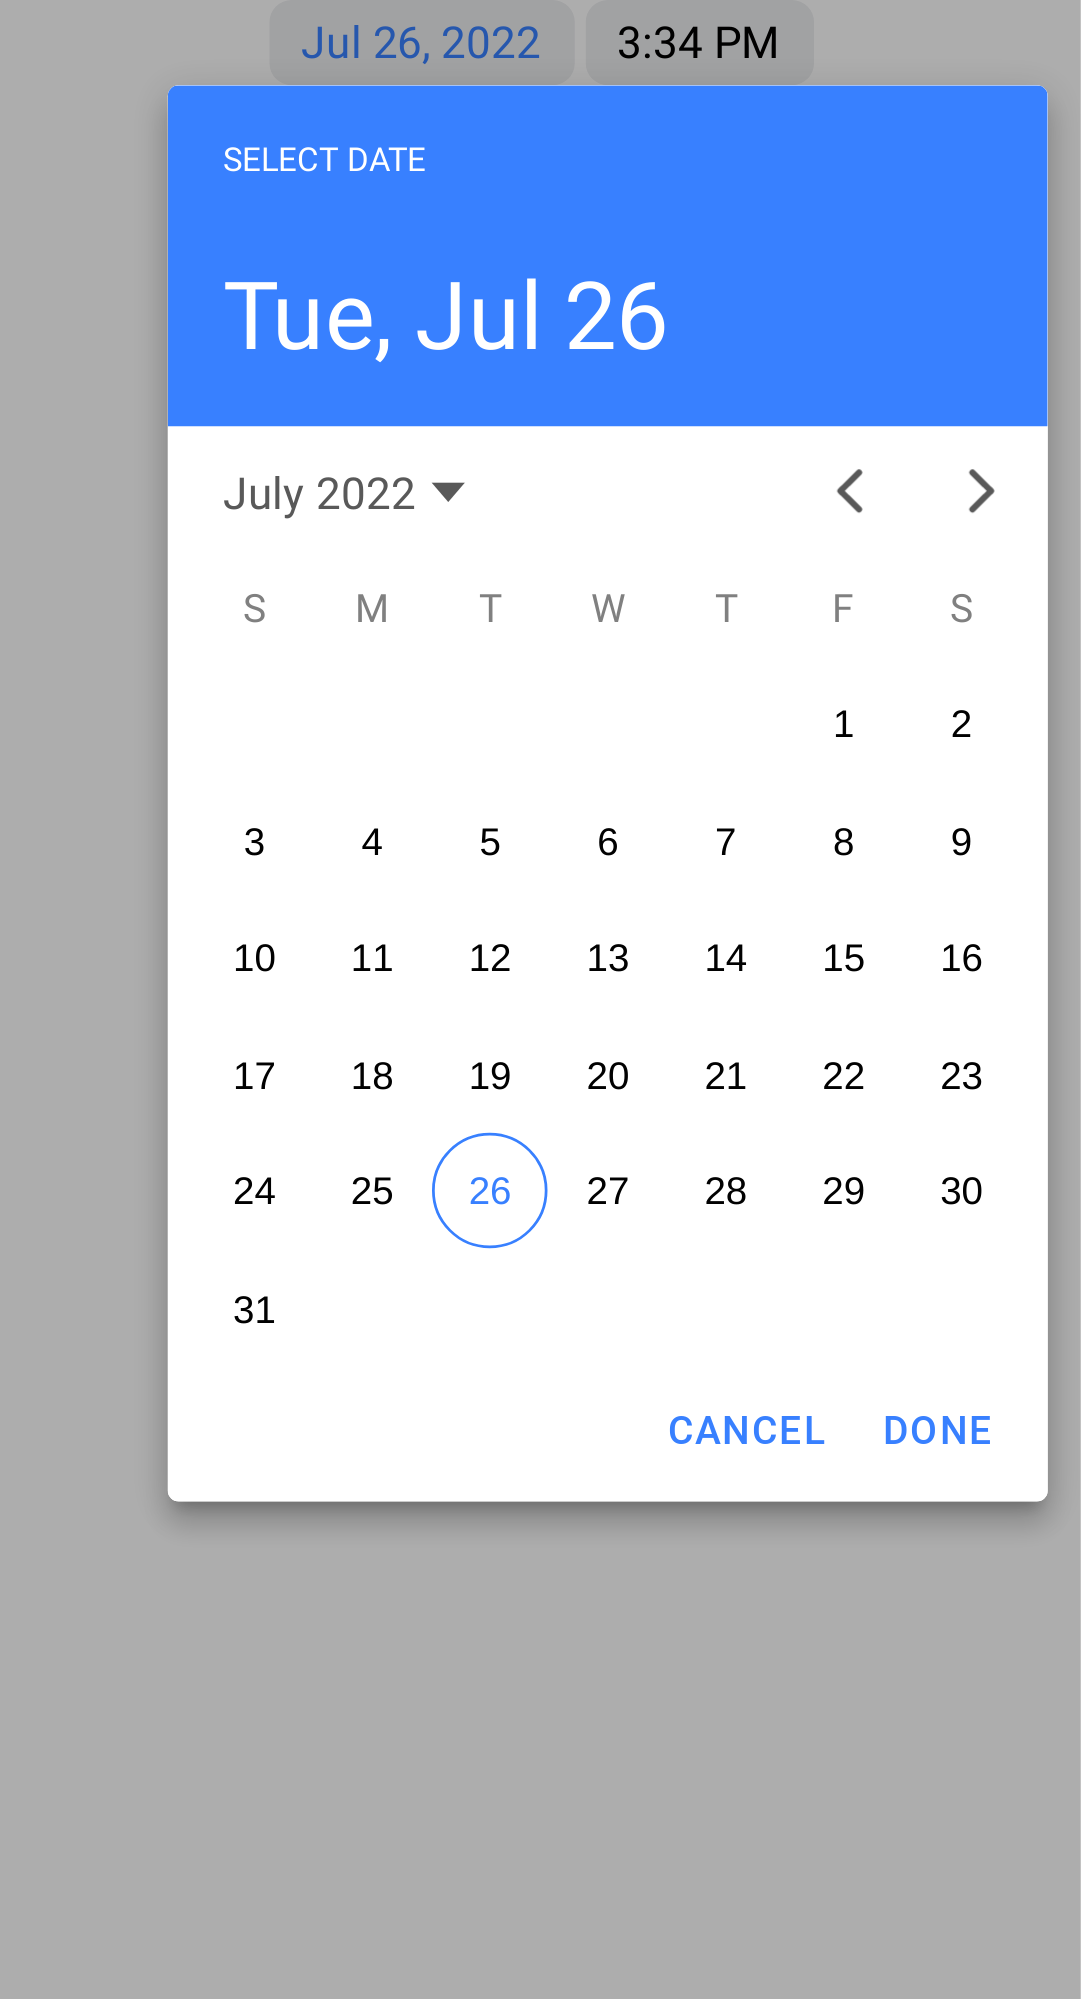 Jul 26, 2022 3:34 PM
SELECT DATE
Tue, Jul 26
July 2022
S M T W T F S
1 2
3 4 5 6 7 8 9
10 11 12 13 14 15 16
17 18 19 20 21 22 23
24 25 26 27 28 29 30
31
CANCEL DONE